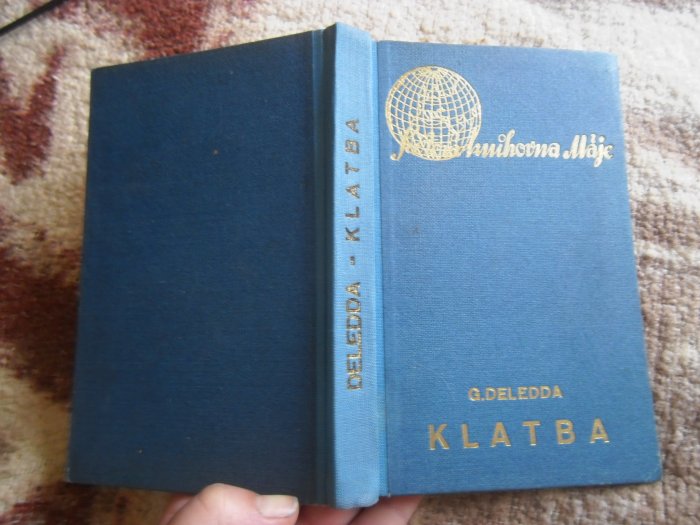 DELEDDA - KLATBA
knihovna Máje
G. DELEDDA
KLATBA